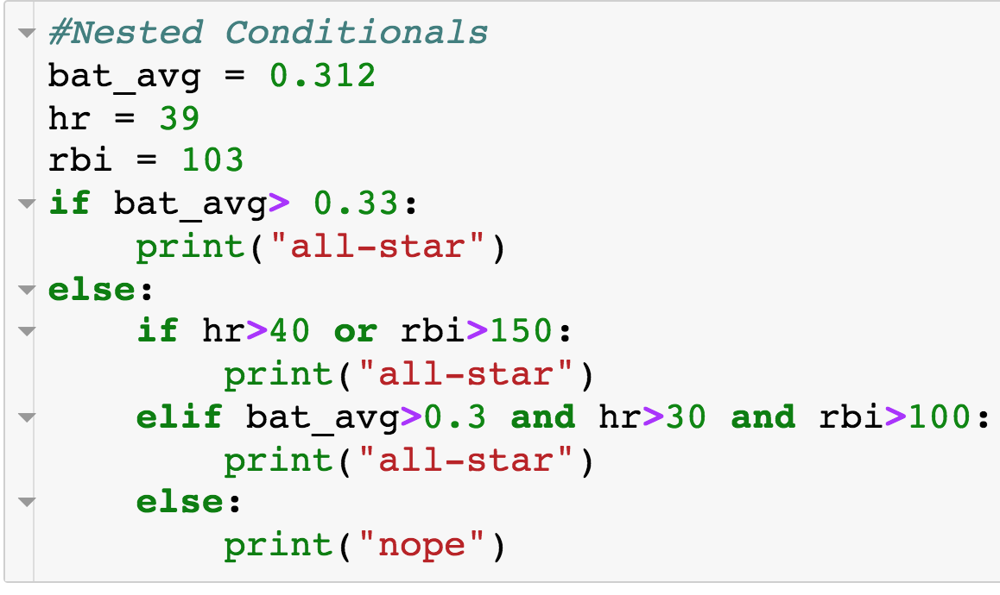 #Nested Conditionals
bat_avg = 0.312
hr = 39
rbi = 103
if bat_avg> 0.33:
    print("all-star")
else:
    if hr>40 or rbi>150:
        print("all-star")
    elif bat_avg>0.3 and hr>30 and rbi>100:
        print("all-star")
    else:
        print("nope")